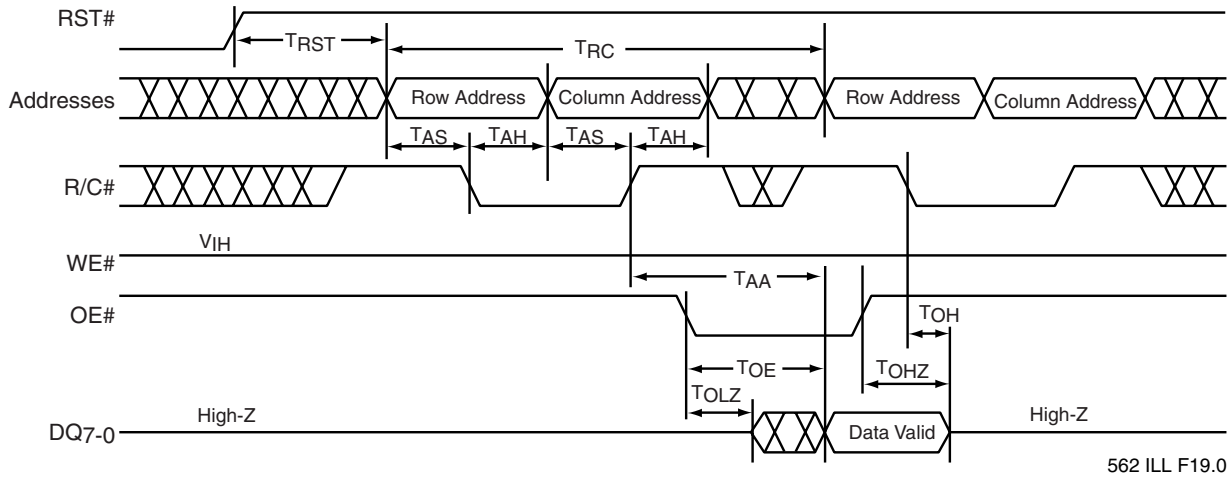 RST#
TRST
TRC
Addresses
Row Address
Column Address
Row Address
Column Address
TAS
TAH
TAS
TAH
R/C#
VIH
WE#
TAA
OE#
TOH
TOE
TOHZ
TOLZ
High-Z
High-Z
DQ7-0
Data Valid
562 ILL F19.0